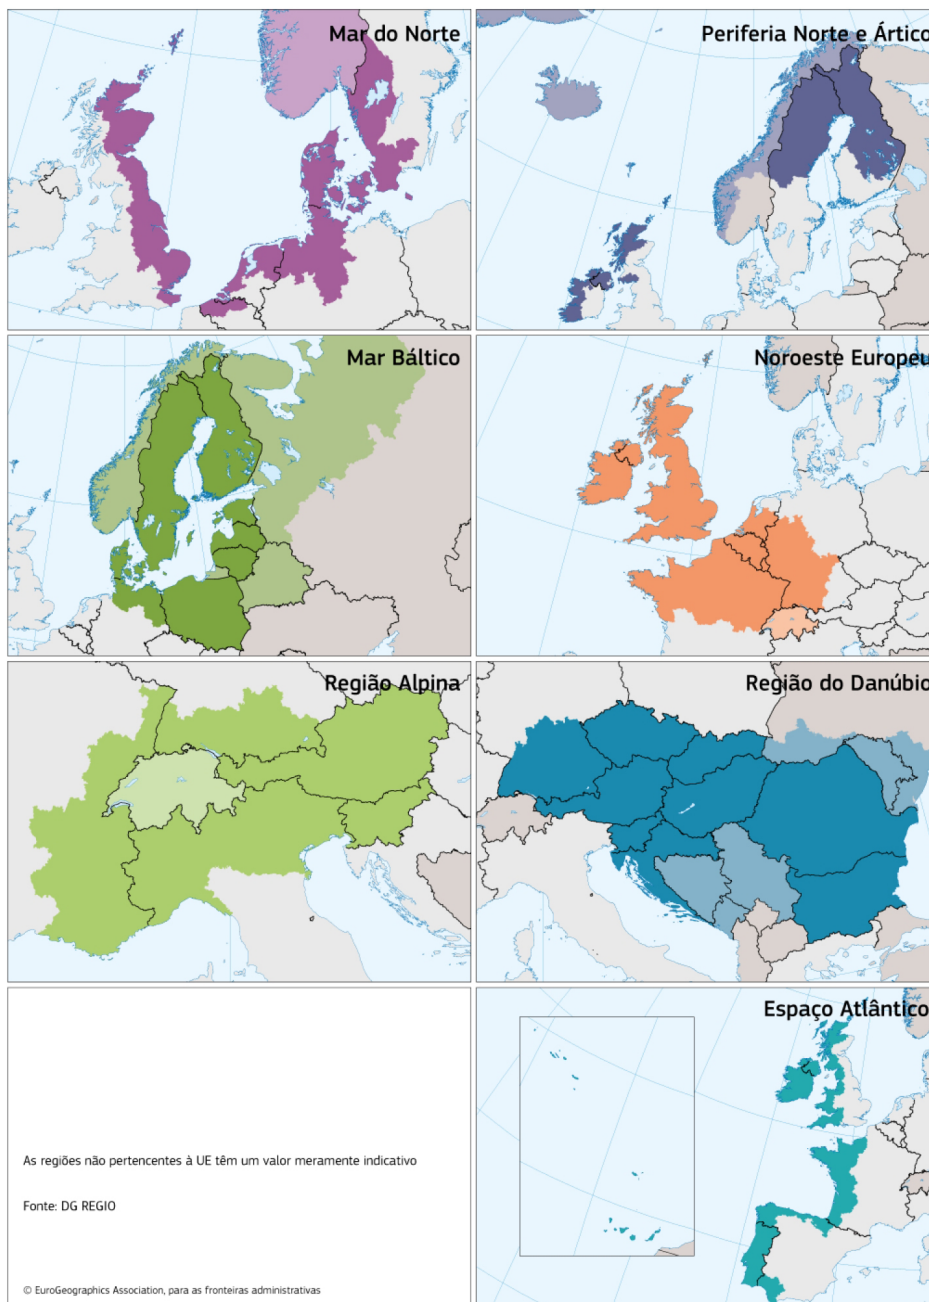 Mar do Norte
Periferia Norte e Ártico
Mar Báltico
Noroeste Europeu
Região Alpina
Região do Danúbio
Espaço Atlântico
As regiões não pertencentes à UE têm um valor meramente indicativo
Fonte: DG REGIO
© EuroGeographics Association, para as fronteiras administrativas